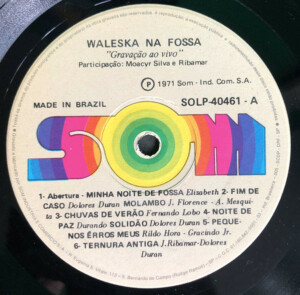 WALESKA NA FOSSA
"Gravação ao vivo"
Participação: Moacyr Silva e Ribamar
℗ 1971 Som - Ind. Com. S.A.
MADE IN BRAZIL
SOLP-40461 - A
SOM
1- Abertura - MINHA NOITE DE FOSSA Elizabeth 2- FIM DE
CASO Dolores Duran MOLAMBO J. Florence - A. Mesqui-
ta 3- CHUVAS DE VERÃO Fernando Lobo 4- NOITE DE
PAZ Durando SOLIDÃO Dolores Duran 5- PEQUE-
NOS ÊRROS MEUS Rildo Hora - Gracindo Jr.
6- TERNURA ANTIGA J.Ribamar-Dolores
Duran